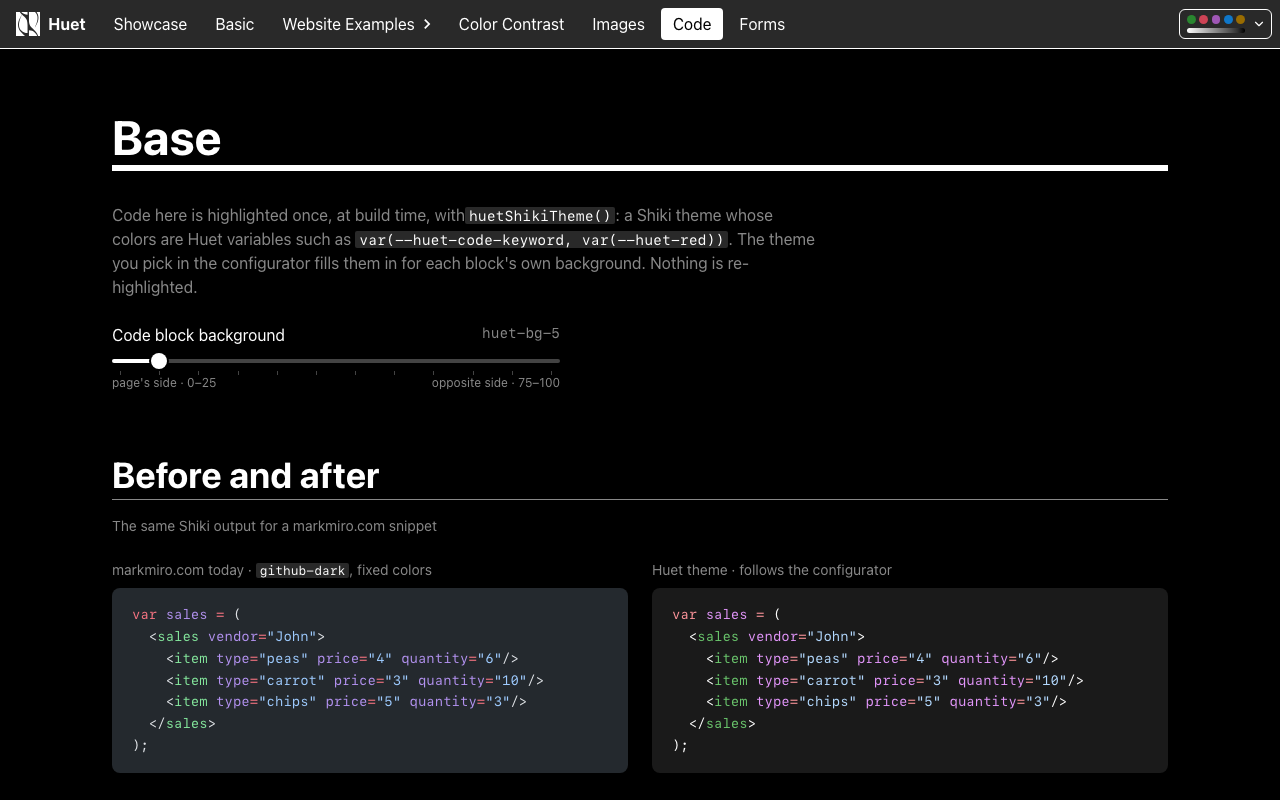 Huet Showcase Basic Website Examples Color Contrast Images Code Forms
Base
Code here is highlighted once, at build time, with huetShikiTheme() : a Shiki theme whose
colors are Huet variables such as var(--huet-code-keyword, var(--huet-red)) . The theme
you pick in the configurator fills them in for each block's own background. Nothing is re-
highlighted.
Code block background huet-bg-5
page's side · 0–25 opposite side · 75–100
Before and after
The same Shiki output for a markmiro.com snippet
markmiro.com today · github-dark, fixed colors
var sales = (
  <sales vendor="John">
    <item type="peas" price="4" quantity="6"/>
    <item type="carrot" price="3" quantity="10"/>
    <item type="chips" price="5" quantity="3"/>
  </sales>
);
Huet theme · follows the configurator
var sales = (
  <sales vendor="John">
    <item type="peas" price="4" quantity="6"/>
    <item type="carrot" price="3" quantity="10"/>
    <item type="chips" price="5" quantity="3"/>
  </sales>
);